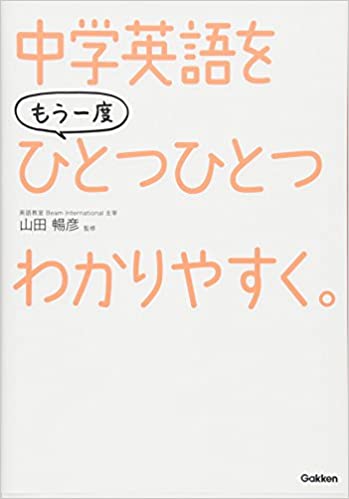 中学英語を
もう一度
ひとつひとつ
英語教室 Beam International 主宰
山田 暢彦 監修
わかりやすく。
Gakken